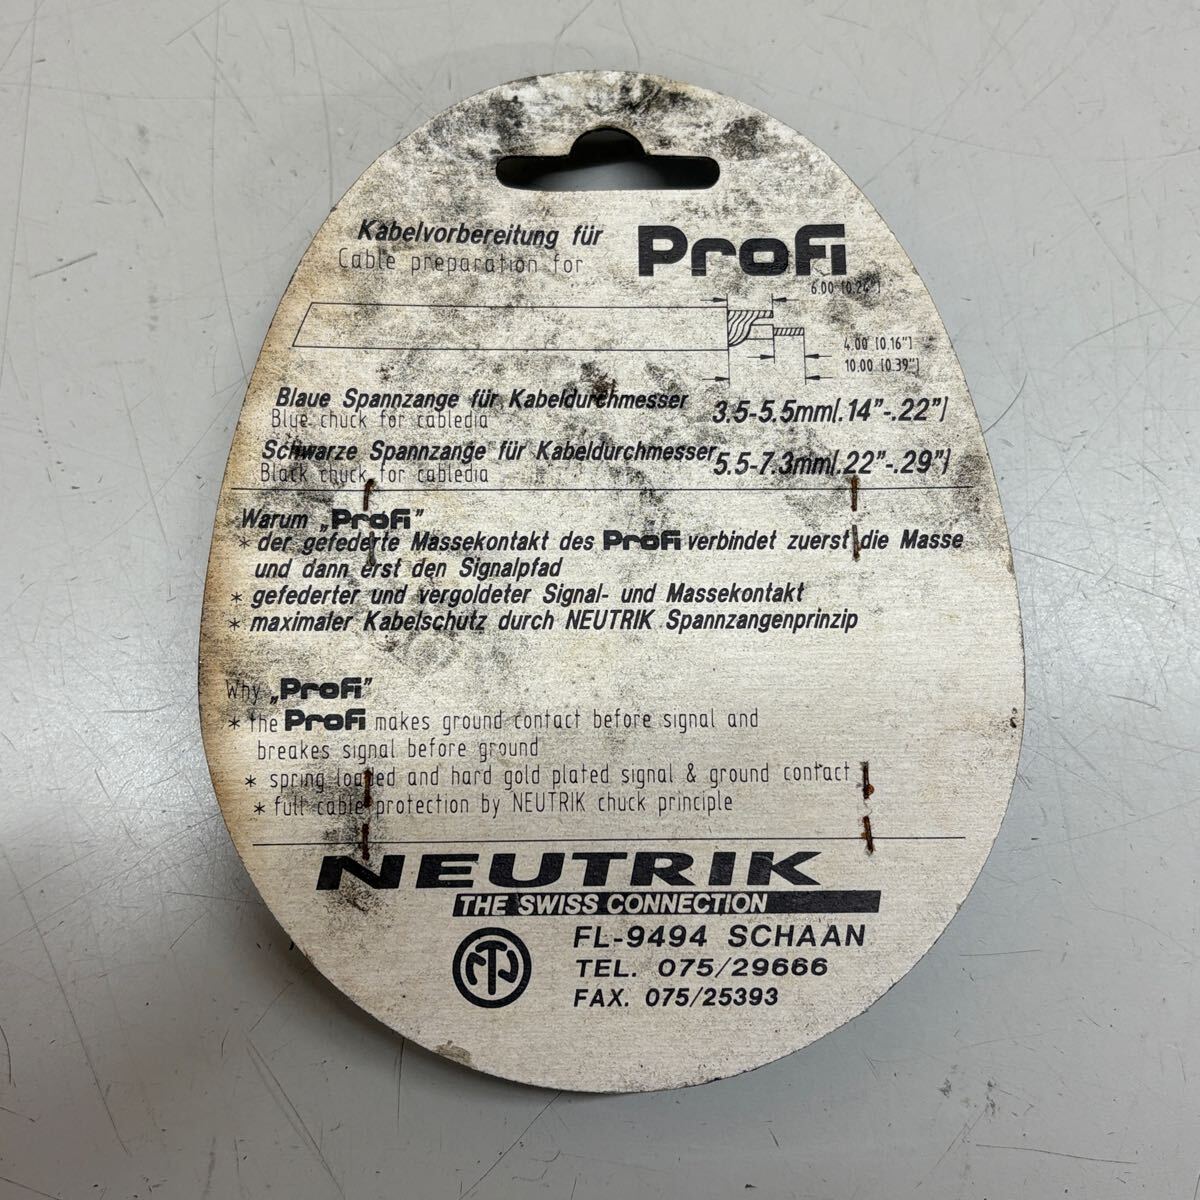 Kabelvorbereitung für Profi
Cable preparation for
6.00 [0.24"]
4.00 [0.16"]
10.00 [0.39"]
Blaue Spannzange für Kabeldurchmesser 3.5-5.5mm(.14"-.22")
Blue chuck for cabledia
Schwarze Spannzange für Kabeldurchmesser 5.5-7.3mm(.22"-.29")
Black chuck for cabledia
Warum „Profi"
* der gefederte Massekontakt des Profi verbindet zuerst die Masse
und dann erst den Signalpfad
* gefederter und vergoldeter Signal- und Massekontakt
* maximaler Kabelschutz durch NEUTRIK Spannzangenprinzip
Why „Profi"
* the Profi makes ground contact before signal and
breakes signal before ground
* spring loaded and hard gold plated signal & ground contact
* full cable protection by NEUTRIK chuck principle
NEUTRIK
THE SWISS CONNECTION
FL-9494 SCHAAN
TEL. 075/29666
FAX. 075/25393